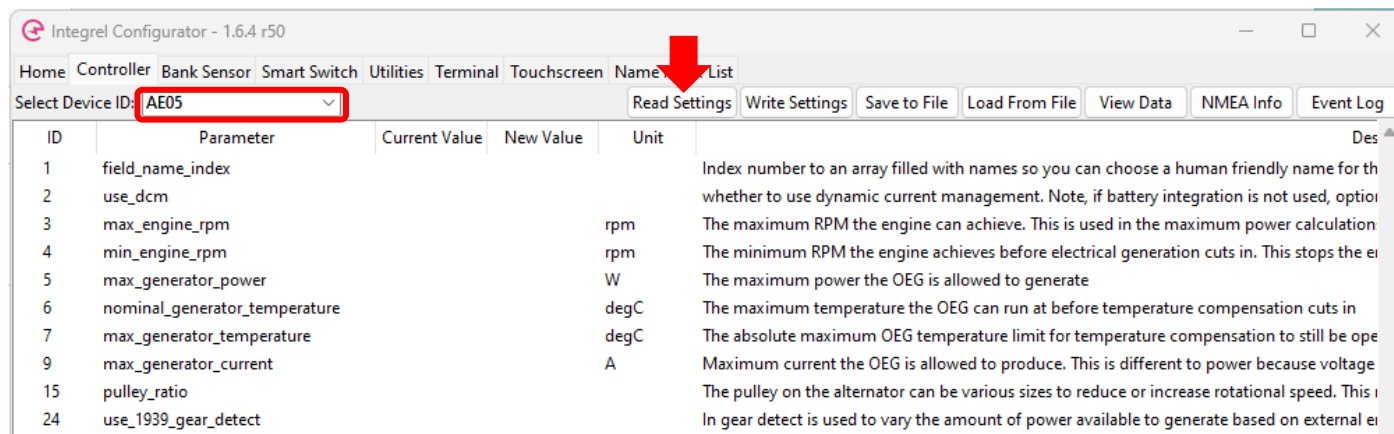 Integrel Configurator - 1.6.4 r50
Home Controller Bank Sensor Smart Switch Utilities Terminal Touchscreen Name List
Select Device ID: AE05 Read Settings Write Settings Save to File Load From File View Data NMEA Info Event Log
ID Parameter Current Value New Value Unit Des
1 field_name_index Index number to an array filled with names so you can choose a human friendly name for th
2 use_dcm whether to use dynamic current management. Note, if battery integration is not used, option
3 max_engine_rpm rpm The maximum RPM the engine can achieve. This is used in the maximum power calculation
4 min_engine_rpm rpm The minimum RPM the engine achieves before electrical generation cuts in. This stops the e
5 max_generator_power W The maximum power the OEG is allowed to generate
6 nominal_generator_temperature degC The maximum temperature the OEG can run at before temperature compensation cuts in
7 max_generator_temperature degC The absolute maximum OEG temperature limit for temperature compensation to still be ope
9 max_generator_current A Maximum current the OEG is allowed to produce. This is different to power because voltage
15 pulley_ratio The pulley on the alternator can be various sizes to reduce or increase rotational speed. This
24 use_1939_gear_detect In gear detect is used to vary the amount of power available to generate based on external e